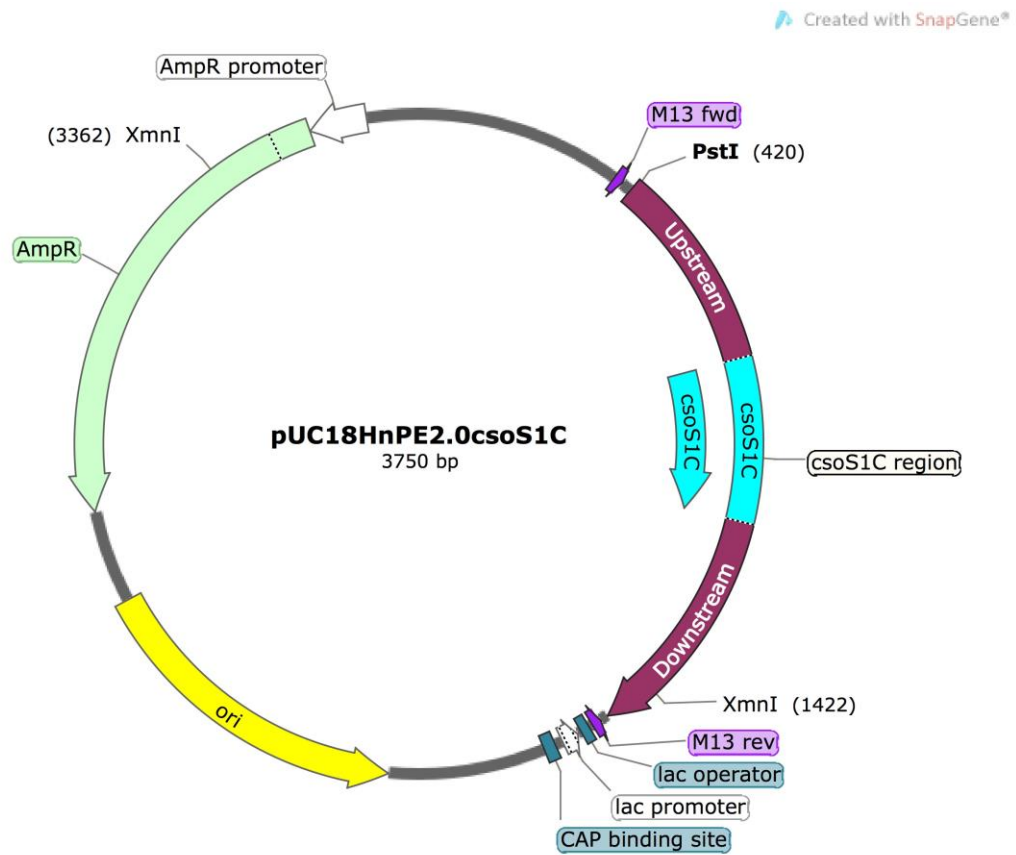 Created with SnapGene®
AmpR promoter
M13 fwd
(3362) XmnI
PstI (420)
Upstream
AmpR
csoS1C
csoS1C
pUC18HnPE2.0csoS1C
3750 bp
csoS1C region
Downstream
ori
XmnI (1422)
M13 rev
lac operator
lac promoter
CAP binding site